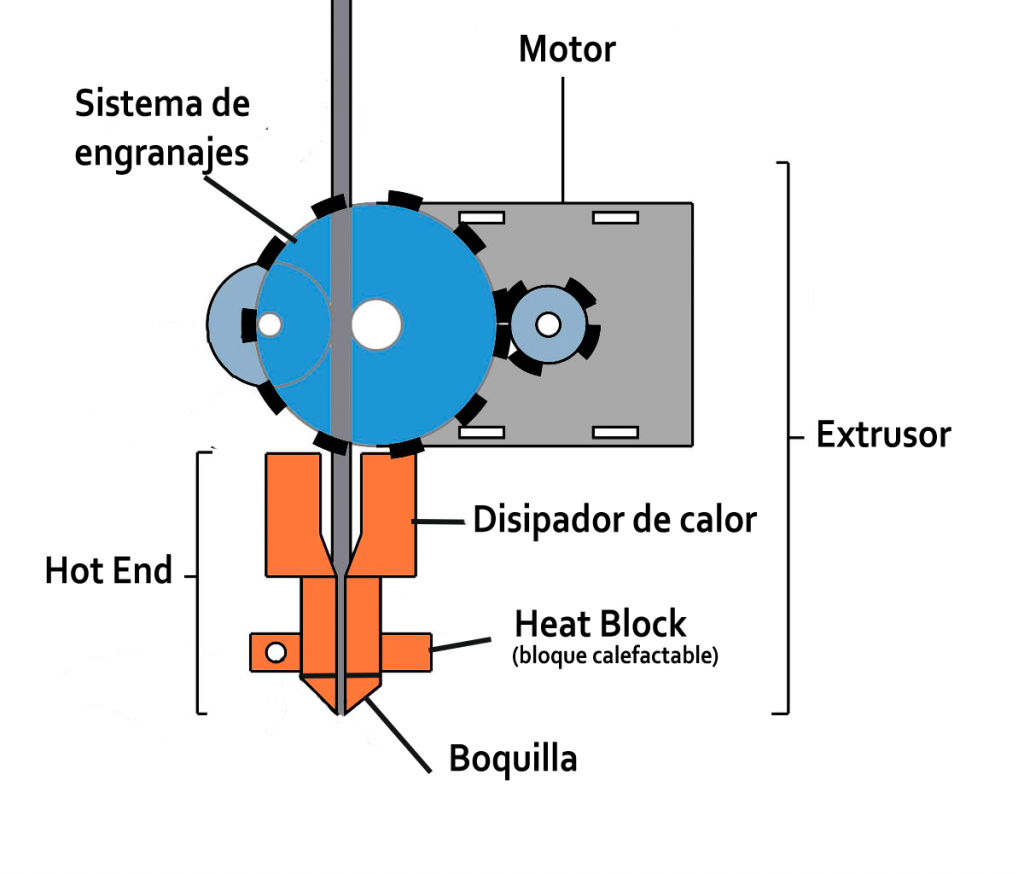 Motor
Sistema de
engranajes
Extrusor
Disipador de calor
Hot End
Heat Block
(bloque calefactable)
Boquilla